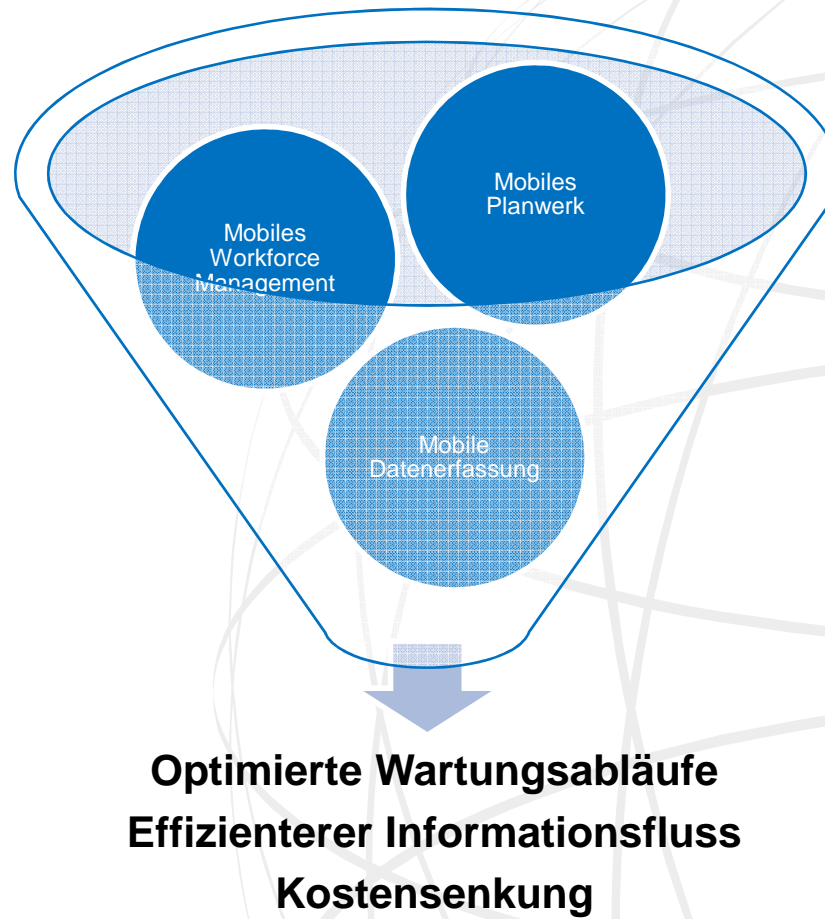 Mobiles
Planwerk
Mobiles
Workforce
Management
Mobile
Datenerfassung
Optimierte Wartungsabläufe
Effizienterer Informationsfluss
Kostensenkung